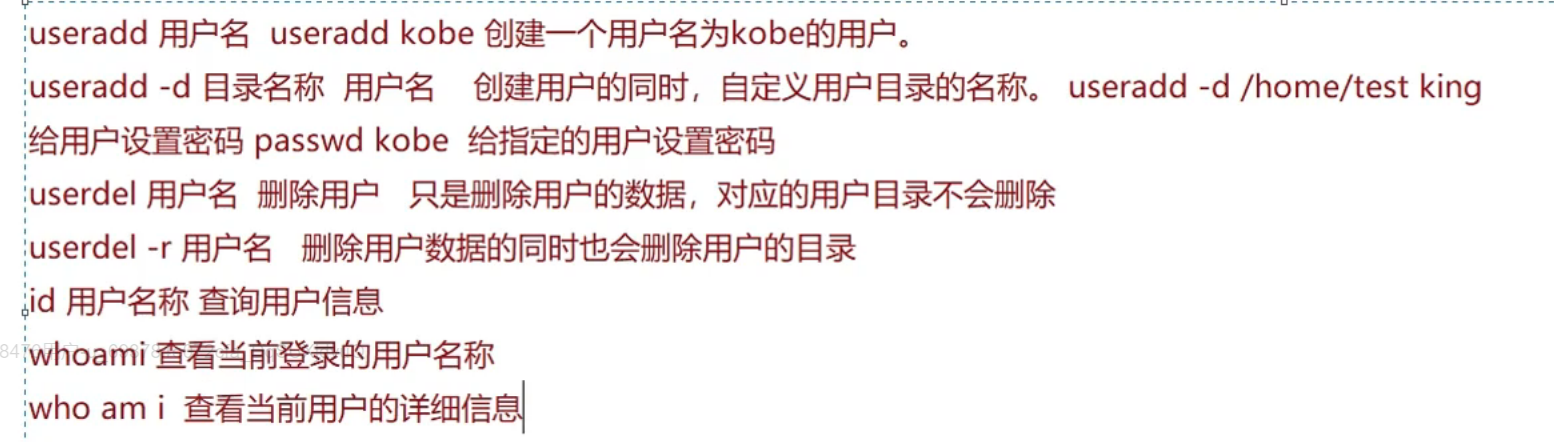 useradd 用户名  useradd kobe 创建一个用户名为kobe的用户。
useradd -d 目录名称  用户名    创建用户的同时，自定义用户目录的名称。 useradd -d /home/test king
给用户设置密码 passwd kobe  给指定的用户设置密码
userdel 用户名  删除用户   只是删除用户的数据，对应的用户目录不会删除
userdel -r 用户名   删除用户数据的同时也会删除用户的目录
id 用户名称 查询用户信息
whoami 查看当前登录的用户名称
who am i  查看当前用户的详细信息